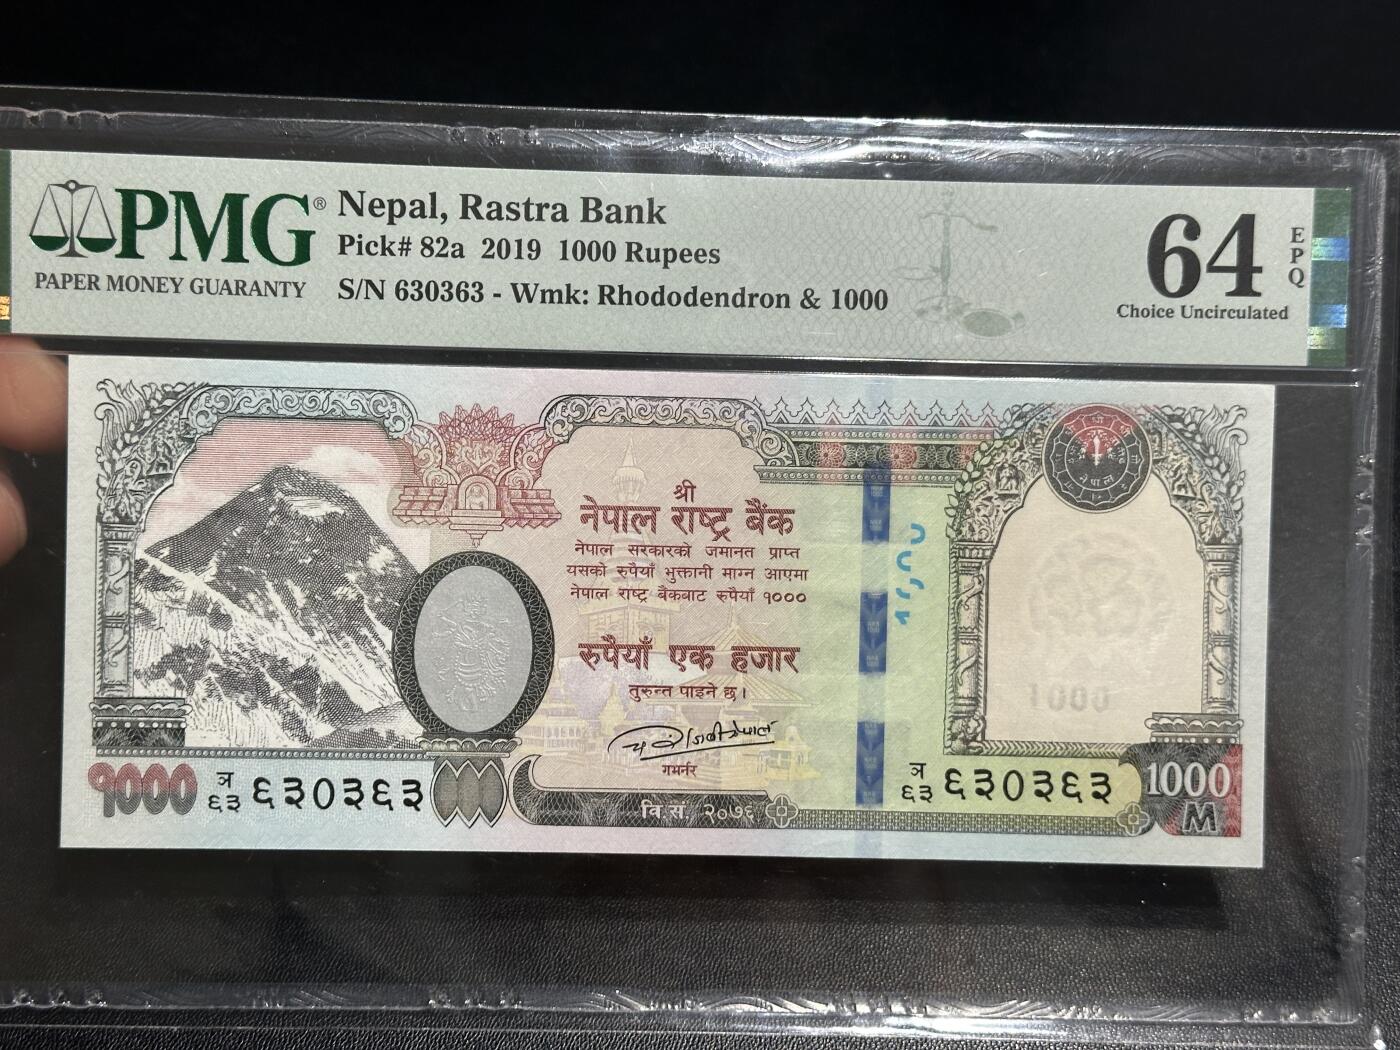 PMG®
PAPER MONEY GUARANTY
Nepal, Rastra Bank
Pick# 82a 2019 1000 Rupees
S/N 630363 - Wmk: Rhododendron & 1000
64
EPQ
Choice Uncirculated
श्री
नेपाल राष्ट्र बैंक
नेपाल सरकारको जमानत प्राप्त
यसको रुपैयाँ भुक्तानी माग्न आएमा
नेपाल राष्ट्र बैंकबाट रुपैयाँ १०००
रुपैयाँ एक हजार
तुरुन्त पाइने छ।
गभर्नर
वि.सं. २०७६
१०००
ञ
६३ ६३०३६३
ञ
६३ ६३०३६३
1000
1000
M